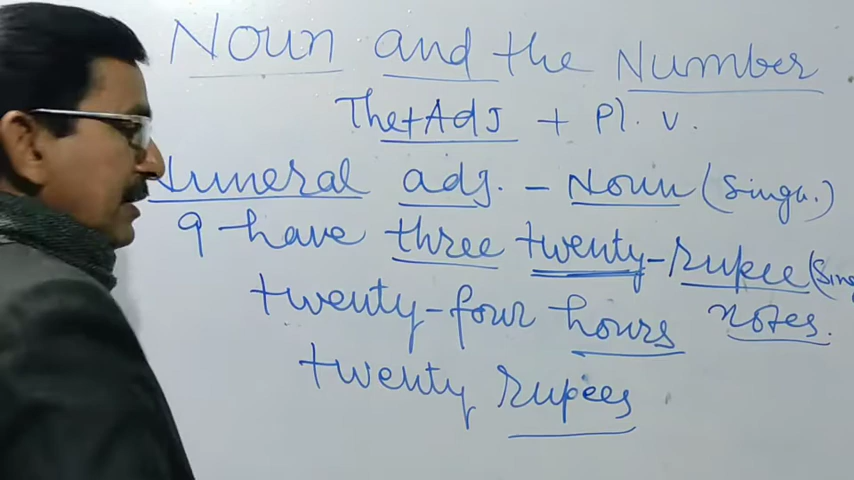 Noun and the Number
The+Adj + Pl. v.
Numeral adj. - Noun (Singu.)
I have three twenty-rupee (Sing
twenty-four hours notes.
twenty rupees